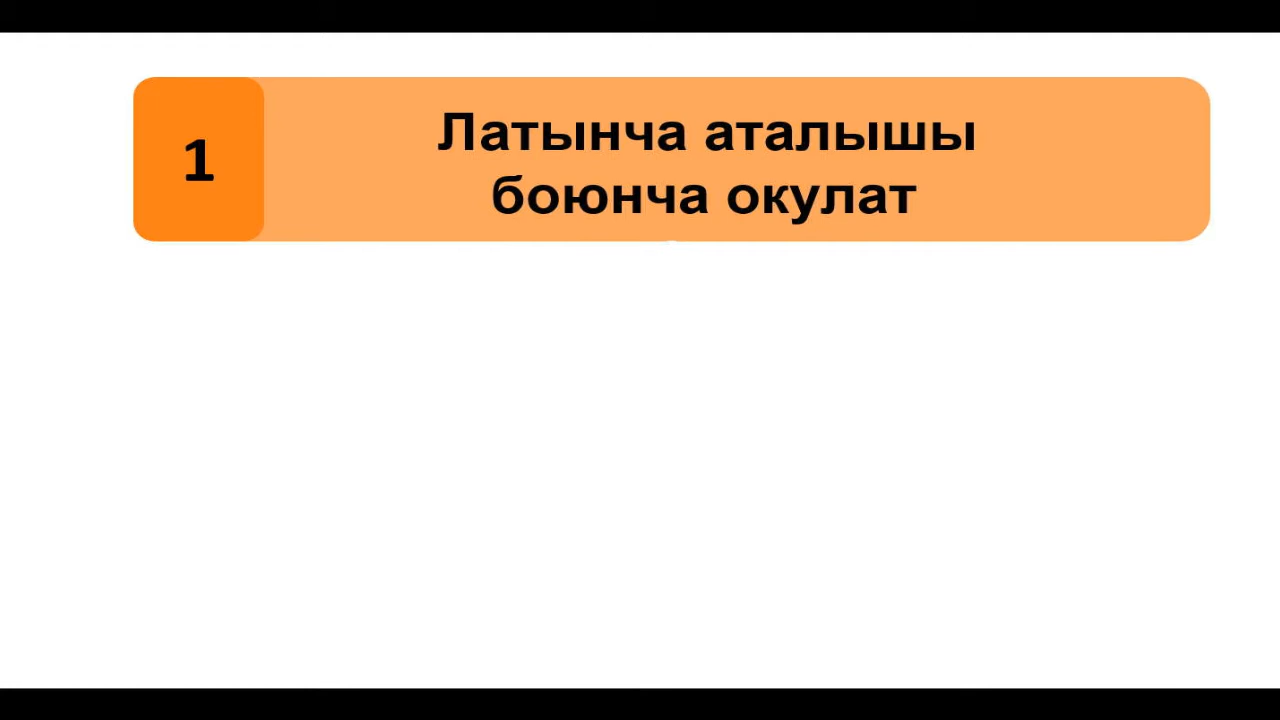 1
Латынча аталышы
боюнча окулат